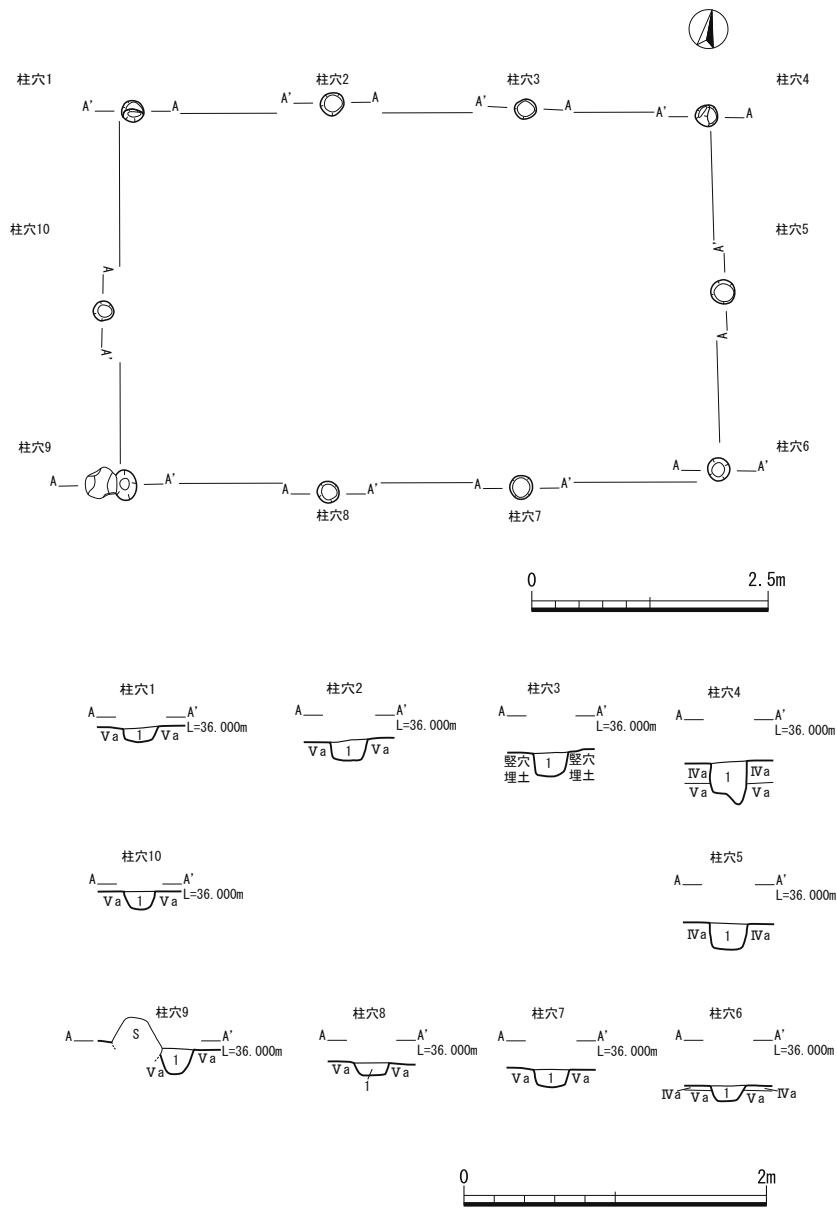 柱穴1
柱穴2
柱穴3
柱穴4
A' A
A' A
A' A
A' A
柱穴10
柱穴5
A
A'
A'
A
柱穴9
柱穴6
A A'
A A'
A A'
A A'
柱穴8
柱穴7
0 2.5m
柱穴1
A A'
L=36.000m
Ⅴa 1 Ⅴa
柱穴2
A A'
L=36.000m
Ⅴa 1 Ⅴa
柱穴3
A A'
L=36.000m
竪穴 1 竪穴
埋土 埋土
柱穴4
A A'
L=36.000m
Ⅳa 1 Ⅳa
Ⅴa Ⅴa
柱穴10
A A'
L=36.000m
Ⅴa 1 Ⅴa
柱穴5
A A'
L=36.000m
Ⅳa 1 Ⅳa
柱穴9
A S A'
L=36.000m
1 Ⅴa
Ⅴa
柱穴8
A A'
L=36.000m
Ⅴa Ⅴa
1
柱穴7
A A'
L=36.000m
Ⅴa 1 Ⅴa
柱穴6
A A'
L=36.000m
Ⅳa Ⅴa 1 Ⅴa Ⅳa
0 2m